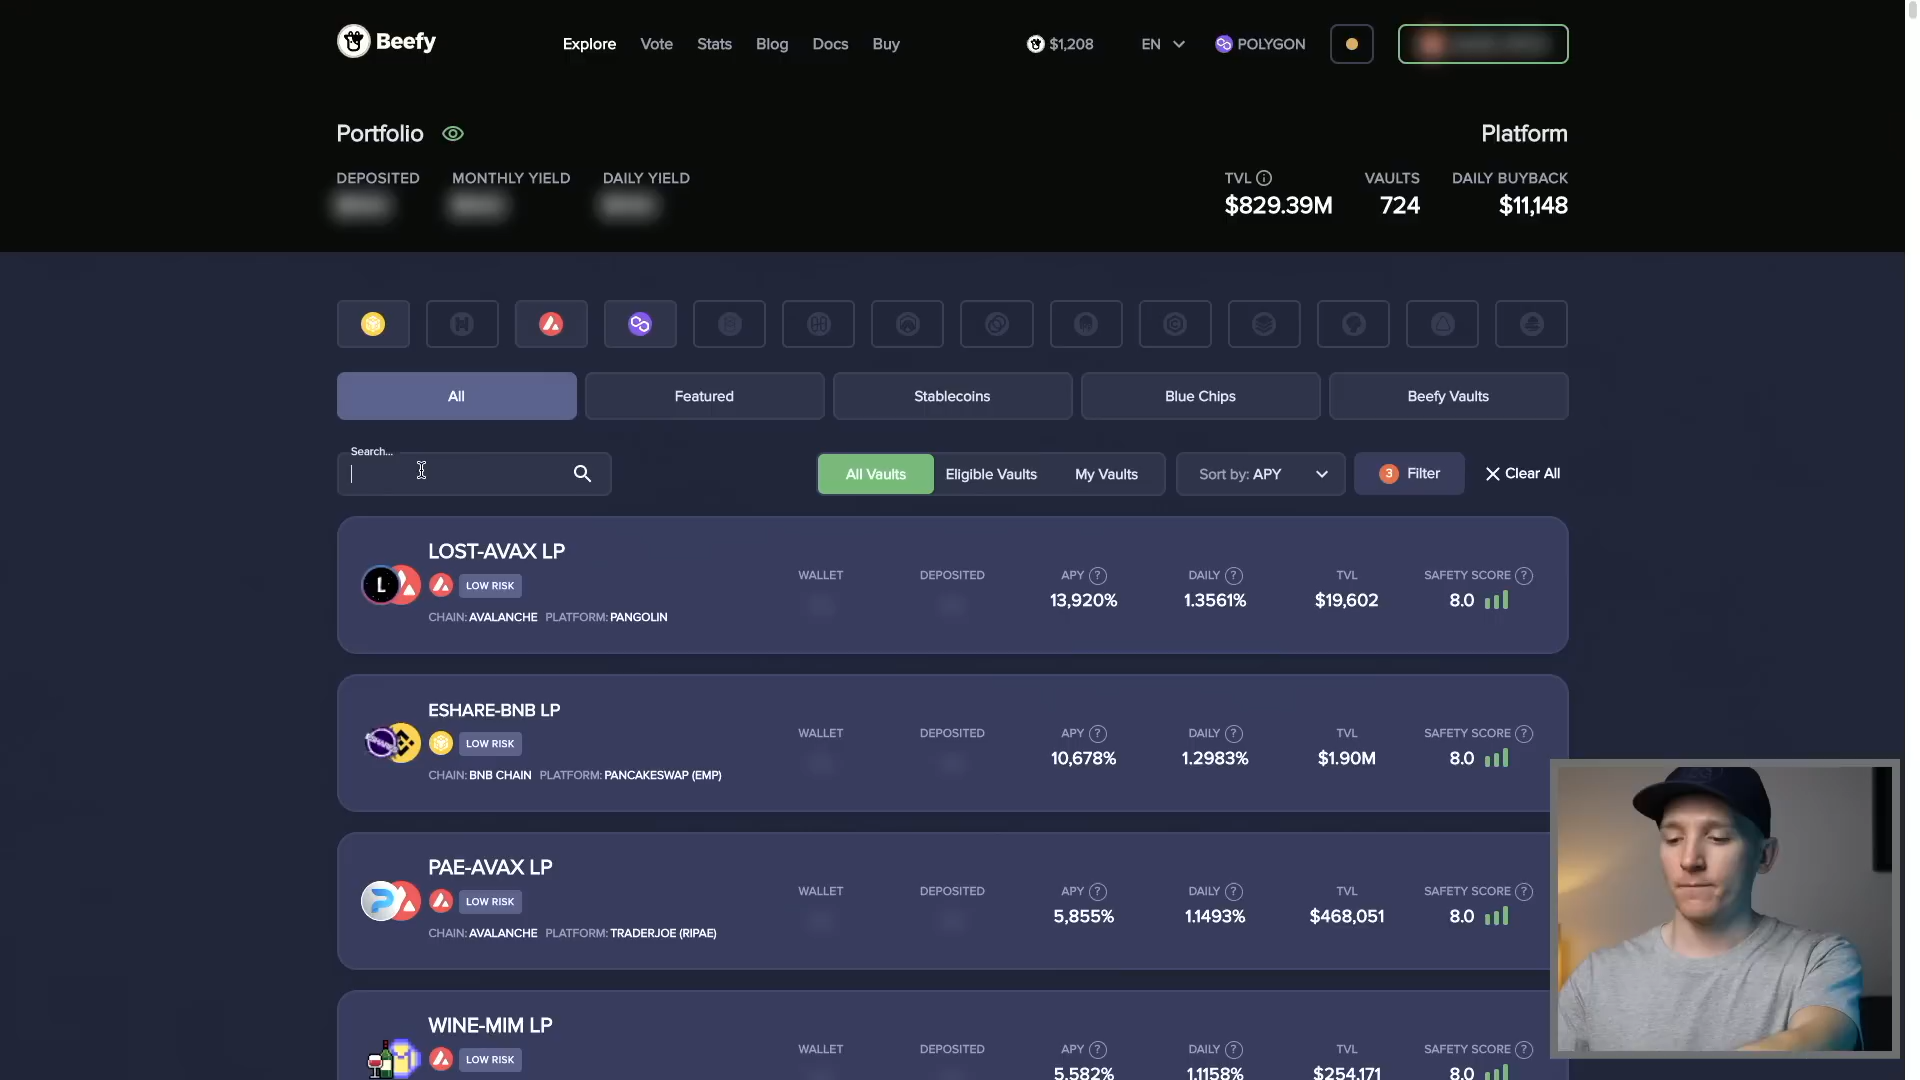 Beefy
Explore Vote Stats Blog Docs Buy
$1,208
EN
POLYGON
Portfolio
Platform
DEPOSITED MONTHLY YIELD DAILY YIELD
TVL VAULTS DAILY BUYBACK
$829.39M 724 $11,148
All Featured Stablecoins Blue Chips Beefy Vaults
Search...
All Vaults Eligible Vaults My Vaults
Sort by: APY
3 Filter
Clear All
LOST-AVAX LP
LOW RISK
CHAIN: AVALANCHE PLATFORM: PANGOLIN
WALLET DEPOSITED APY ? DAILY ? TVL SAFETY SCORE ?
13,920% 1.3561% $19,602 8.0
ESHARE-BNB LP
LOW RISK
CHAIN: BNB CHAIN PLATFORM: PANCAKESWAP (EMP)
WALLET DEPOSITED APY ? DAILY ? TVL SAFETY SCORE ?
10,678% 1.2983% $1.90M 8.0
PAE-AVAX LP
LOW RISK
CHAIN: AVALANCHE PLATFORM: TRADERJOE (RIPAE)
WALLET DEPOSITED APY ? DAILY ? TVL SAFETY SCORE ?
5,855% 1.1493% $468,051 8.0
WINE-MIM LP
LOW RISK
WALLET DEPOSITED APY ? DAILY ? TVL SAFETY SCORE ?
5,582% 1.1158% $254,171 8.0